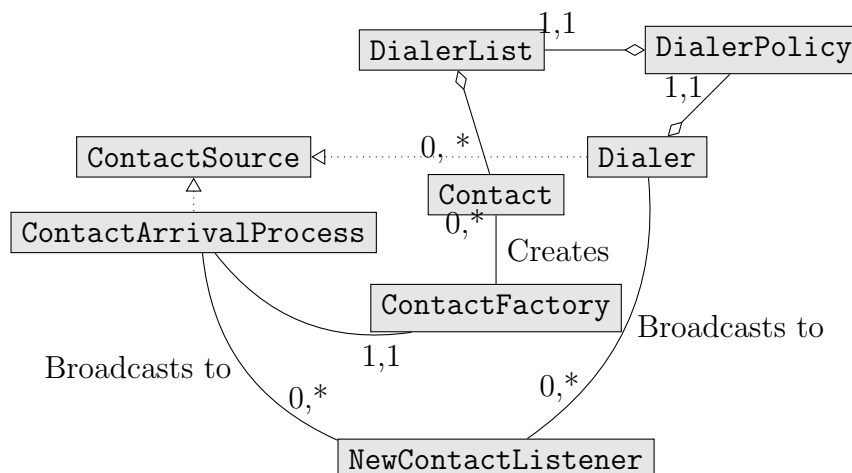 1,1
DialerList
DialerPolicy
1,1
0, *
ContactSource
Dialer
Contact
0,*
ContactArrivalProcess
Creates
ContactFactory
Broadcasts to
1,1
Broadcasts to
0,*
0,*
NewContactListener